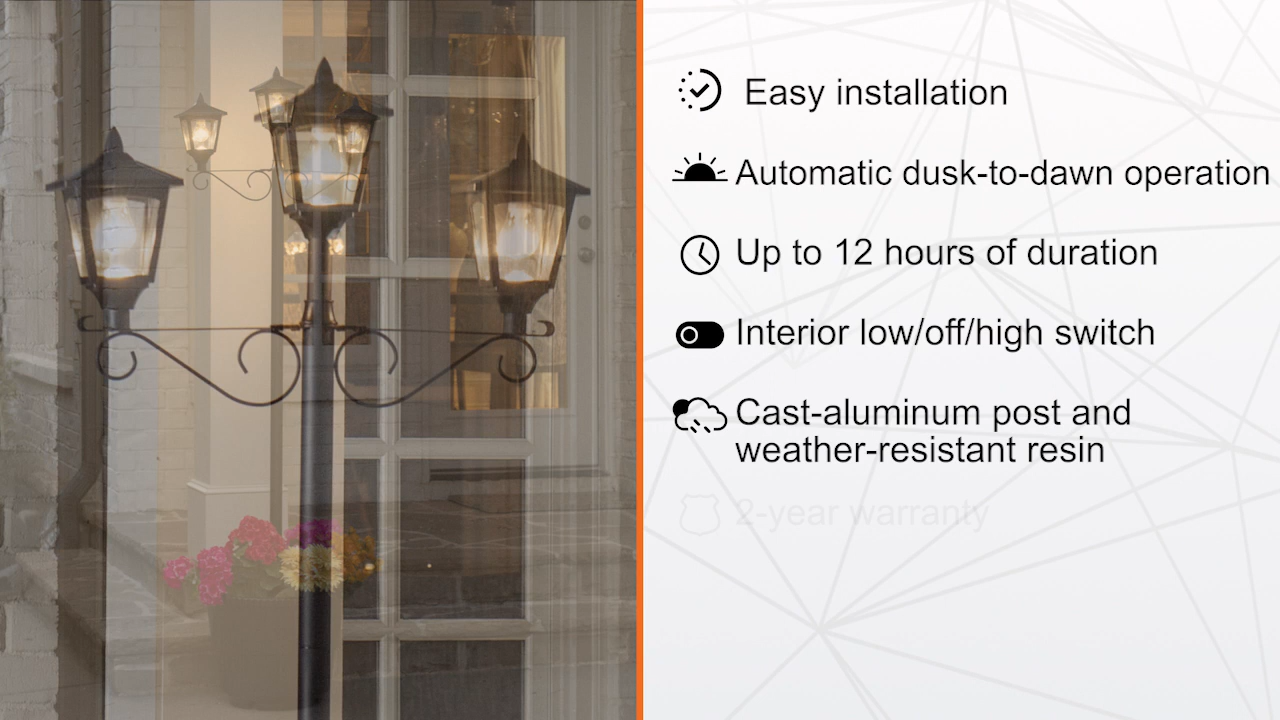 Easy installation
Automatic dusk-to-dawn operation
Up to 12 hours of duration
Interior low/off/high switch
Cast-aluminum post and
weather-resistant resin
2-year warranty